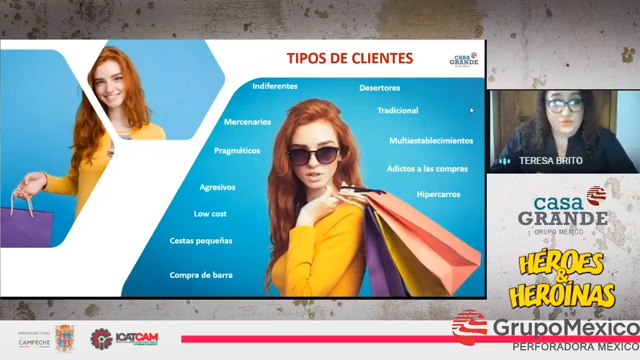 TIPOS DE CLIENTES
casa
GRANDE
Indiferentes
Desertores
Tradicional
Mercenarios
Multiestablecimientos
Pragmáticos
Adictos a las compras
Agresivos
Hipercarros
Low cost
Cestas pequeñas
Compra de barra
TERESA BRITO
casa
GRANDE
GRUPO MÉXICO
HÉROES
&
HEROÍNAS
CAMPECHE
ICATCAM
GrupoMéxico
PERFORADORA MÉXICO